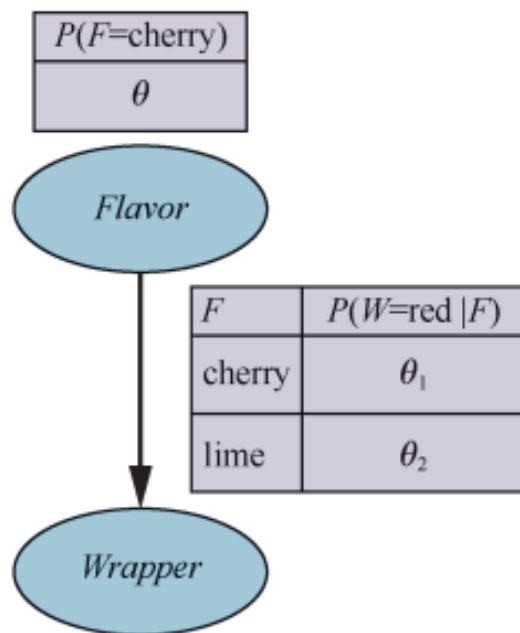 P(F=cherry)
θ
Flavor
F P(W=red |F)
cherry θ₁
lime θ₂
Wrapper